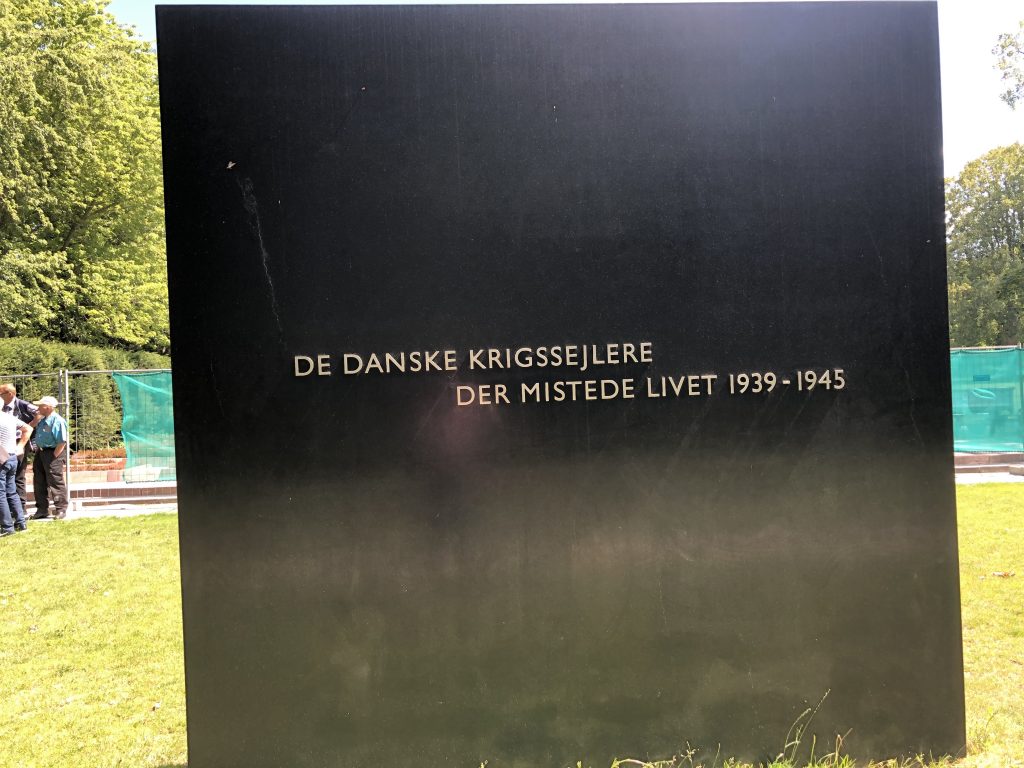 DE DANSKE KRIGSSEJLERE
DER MISTEDE LIVET 1939-1945